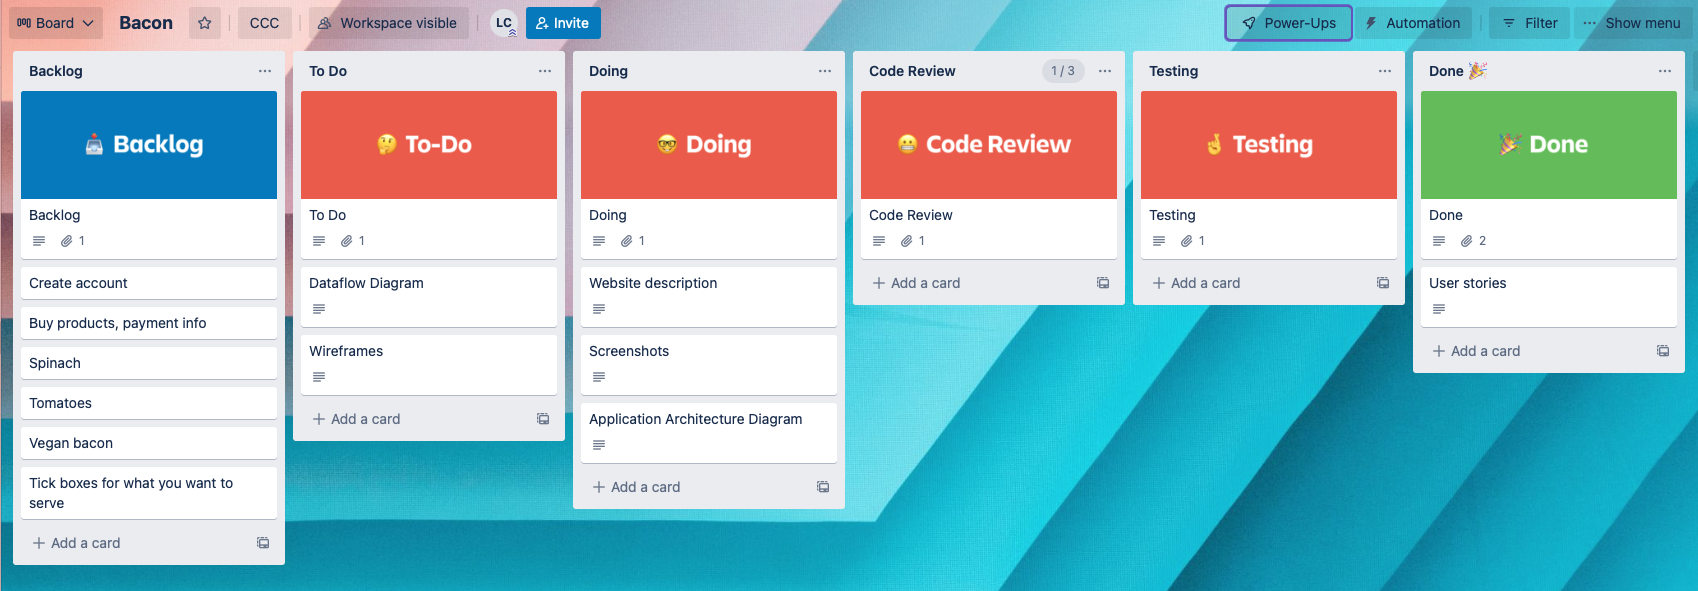 Board
Bacon
CCC
Workspace visible
LC
Invite
Power-Ups
Automation
Filter
Show menu
Backlog
Backlog
Backlog
1
Create account
Buy products, payment info
Spinach
Tomatoes
Vegan bacon
Tick boxes for what you want to
serve
+ Add a card
To Do
To-Do
To Do
1
Dataflow Diagram
Wireframes
+ Add a card
Doing
Doing
Doing
1
Website description
Screenshots
Application Architecture Diagram
+ Add a card
Code Review
1 / 3
Code Review
Code Review
1
+ Add a card
Testing
Testing
Testing
1
+ Add a card
Done 🎉
Done
Done
2
User stories
+ Add a card